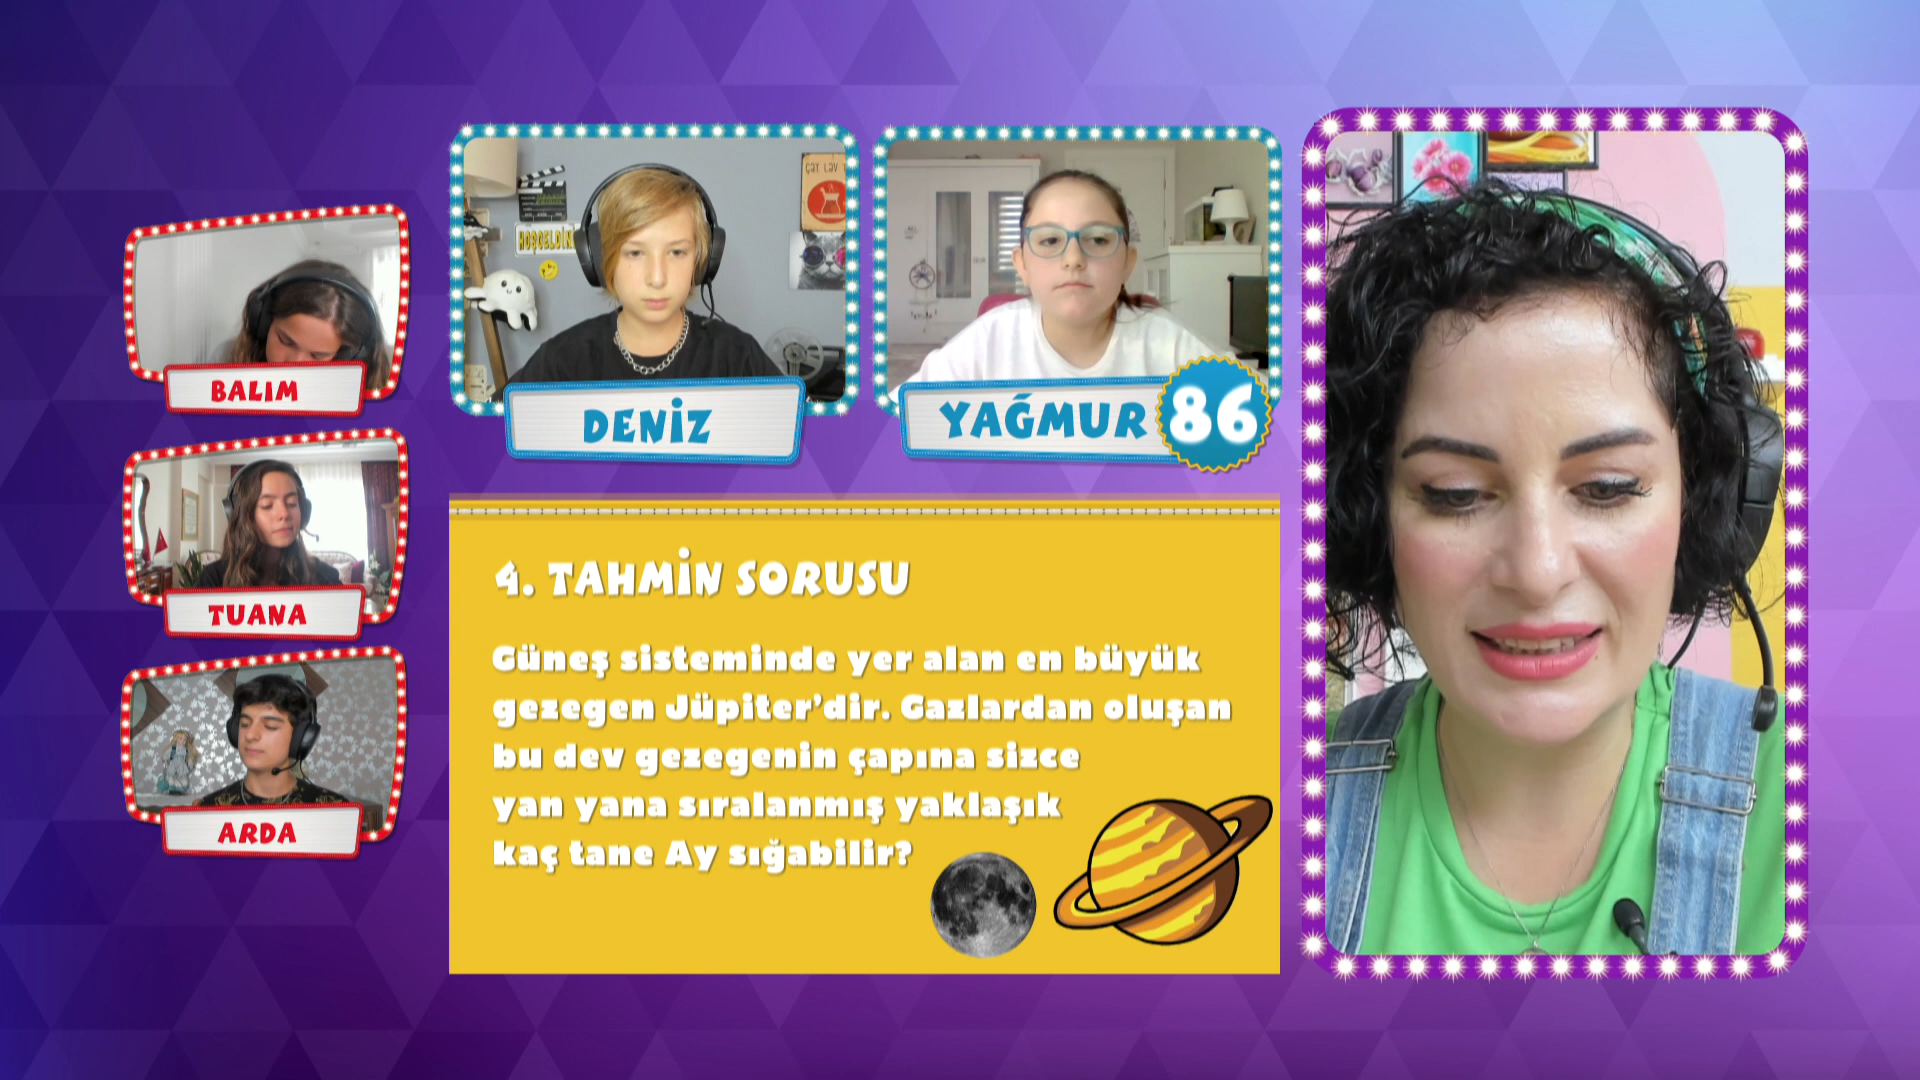 BALIM
TUANA
ARDA
HOŞGELDİN
DENİZ
YAĞMUR 86
4. TAHMİN SORUSU
Güneş sisteminde yer alan en büyük
gezegen Jüpiter’dir. Gazlardan oluşan
bu dev gezegenin çapına sizce
yan yana sıralanmış yaklaşık
kaç tane Ay sığabilir?